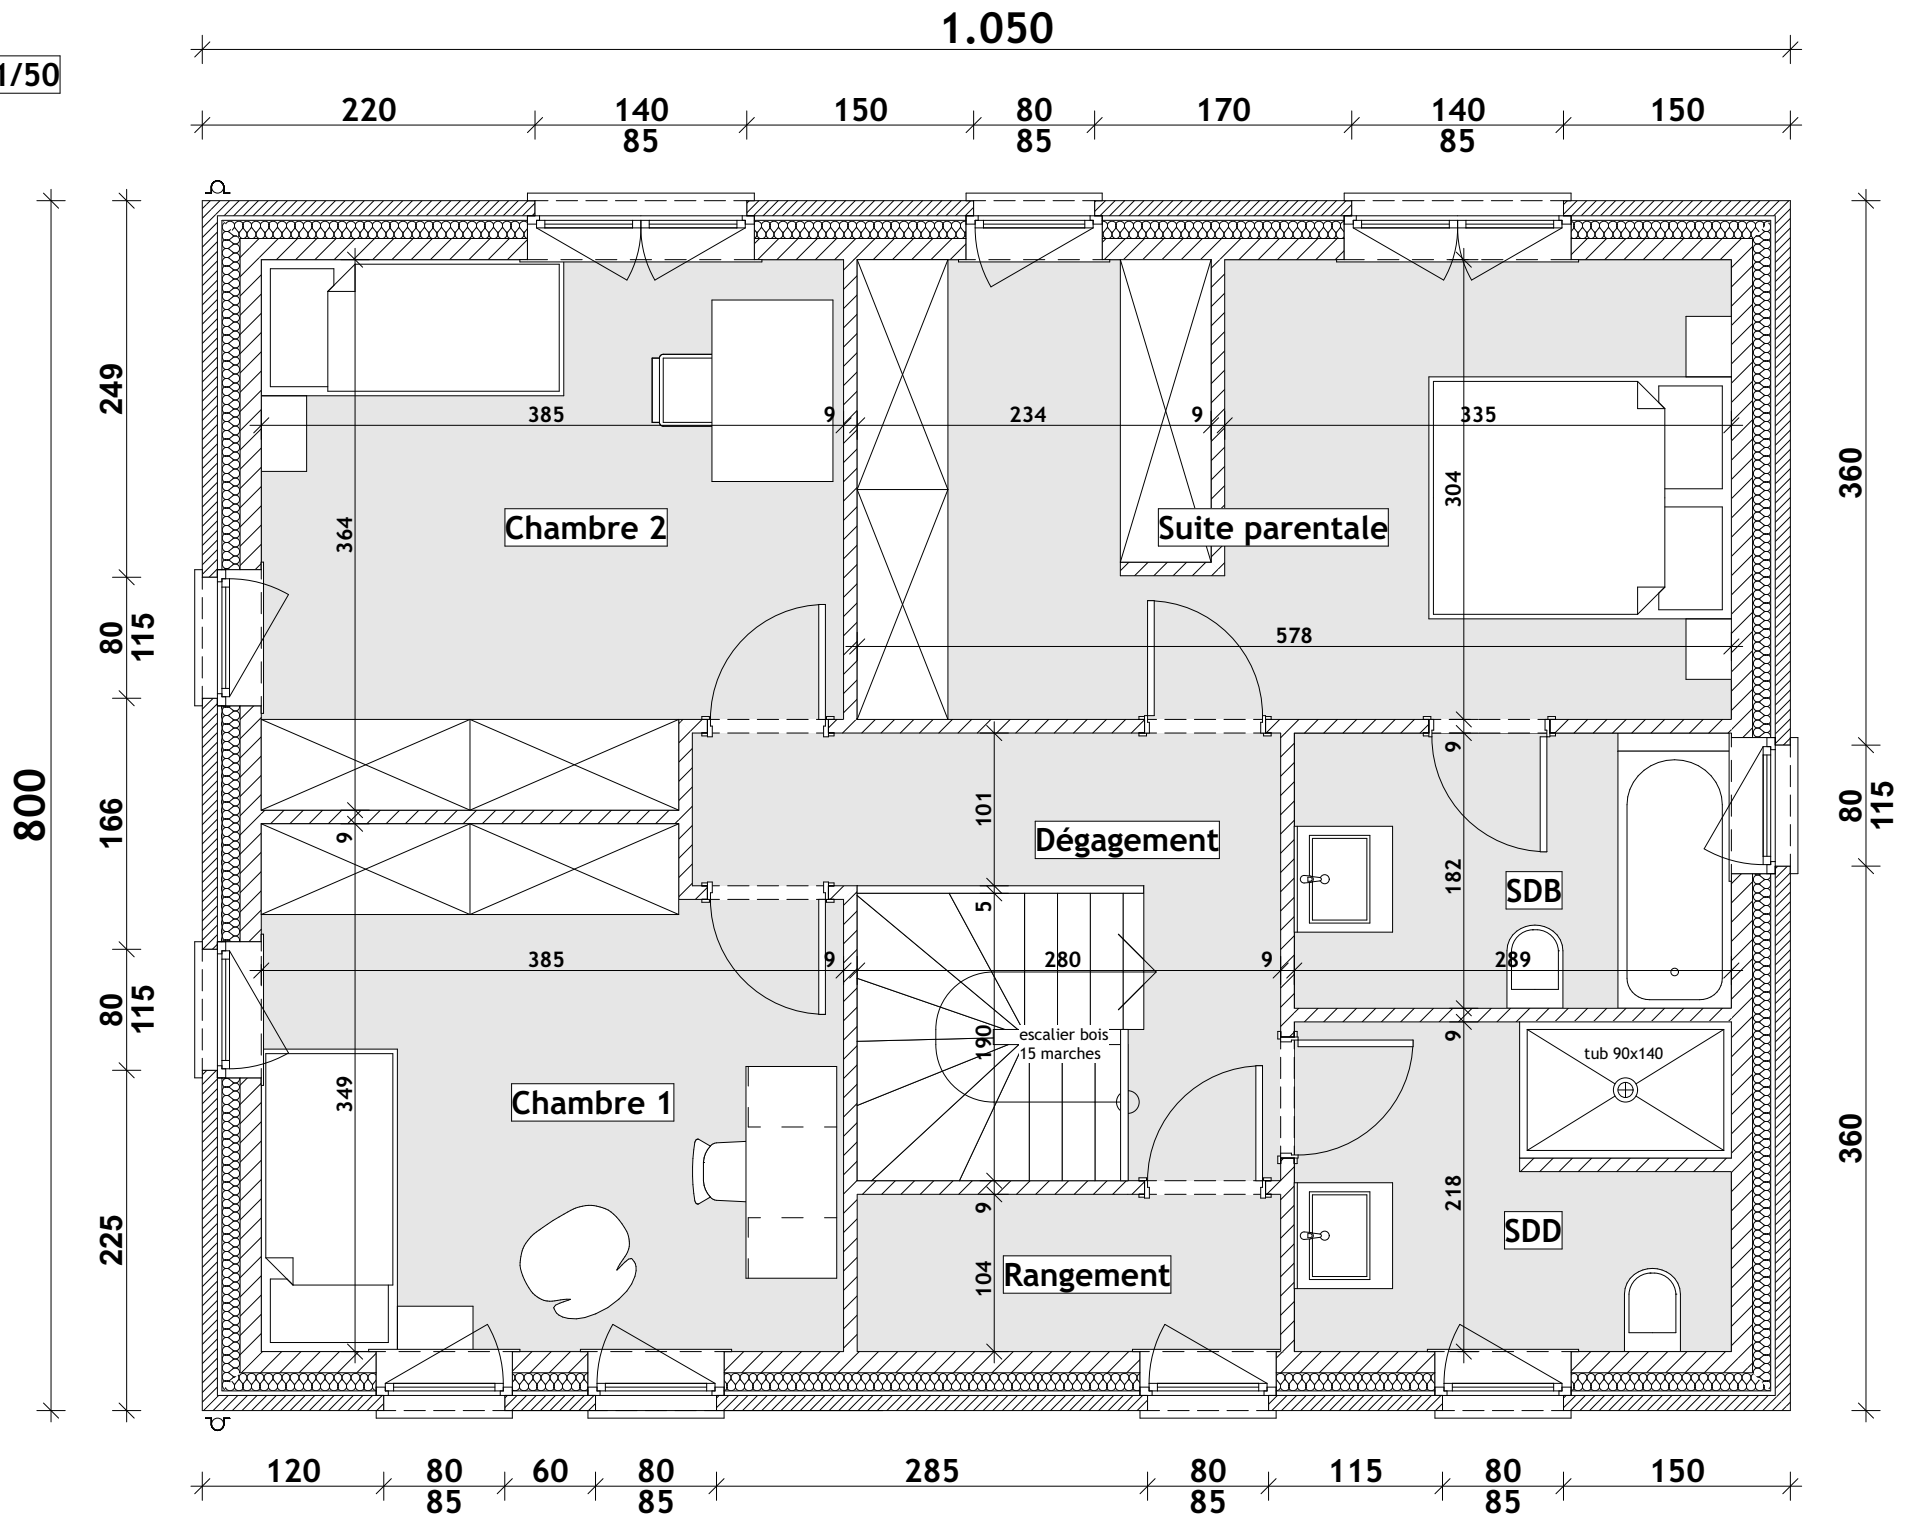 1.050
1/50
220 140 150 80 170 140 150
85 85 85
249
80
115
166
80
115
225
800
360
80
115
360
385 9 234 9 335
364
304
Chambre 2
Suite parentale
578
9
9
101
182
Dégagement
SDB
5
385 9 280 9 289
escalier bois
15 marches
190
9
tub 90x140
349
Chambre 1
218
9
SDD
104
Rangement
120 80 60 80 285 80 115 80 150
85 85 85 85